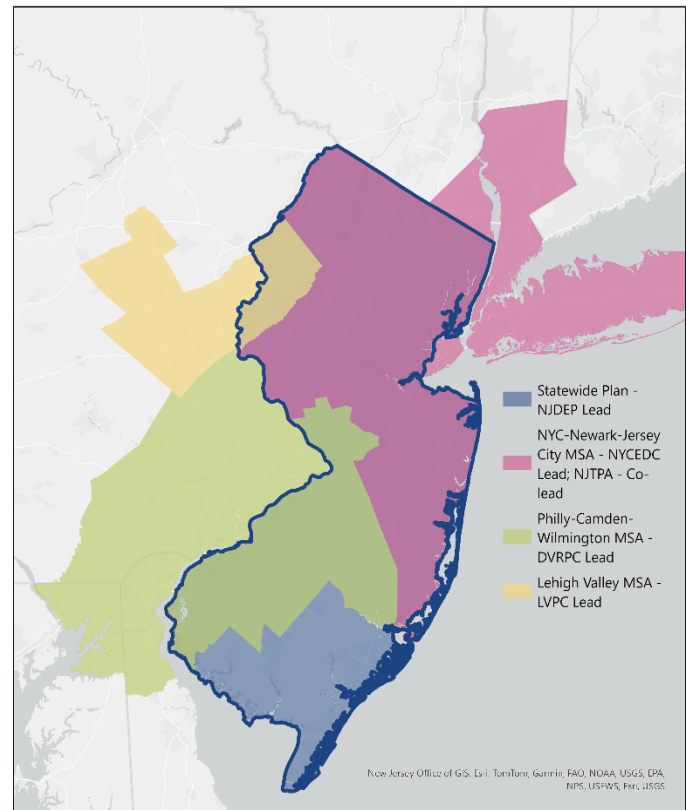 Statewide Plan -
NJDEP Lead
NYC-Newark-Jersey
City MSA - NYCEDC
Lead; NJTPA - Co-
lead
Philly-Camden-
Wilmington MSA -
DVRPC Lead
Lehigh Valley MSA -
LVPC Lead
New Jersey Office of GIS, Esri, TomTom, Garmin, FAO, NOAA, USGS, EPA,
NPS, USFWS, Esri, USGS